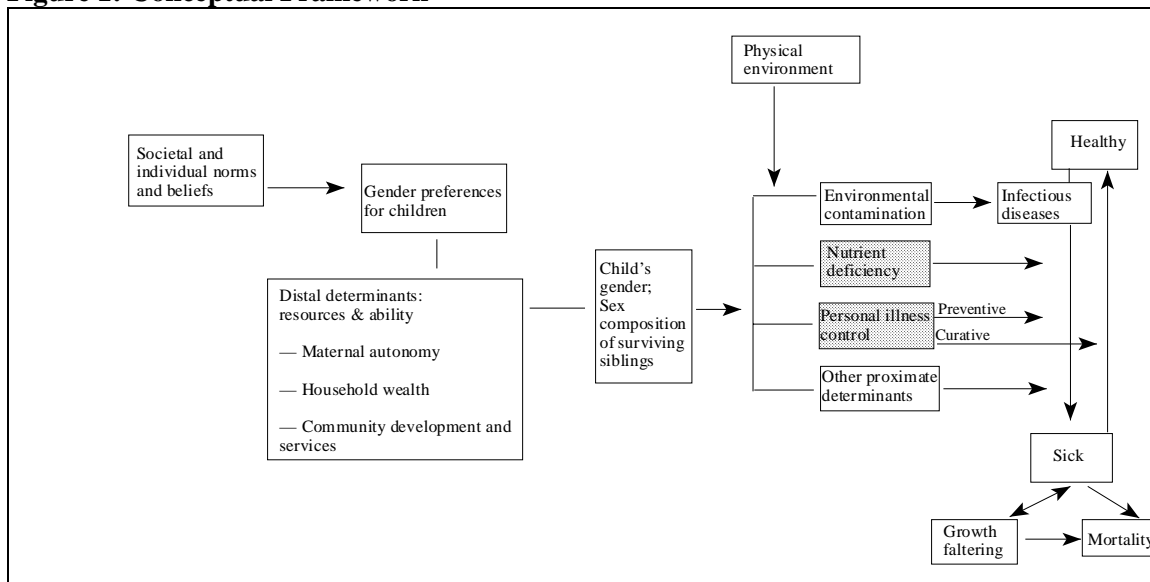 Figure Conceptual Framework
Physical
environment
Healthy
Societal and
individual norms
and beliefs
Gender preferences
for children
Environmental
contamination
Infectious
diseases
Nutrient
deficiency
Child's
gender;
Sex
composition
of surviving
siblings
Distal determinants:
resources & ability
— Maternal autonomy
— Household wealth
— Community development and
services
Personal illness
control
Preventive
Curative
Other proximate
determinants
Sick
Growth
faltering
Mortality